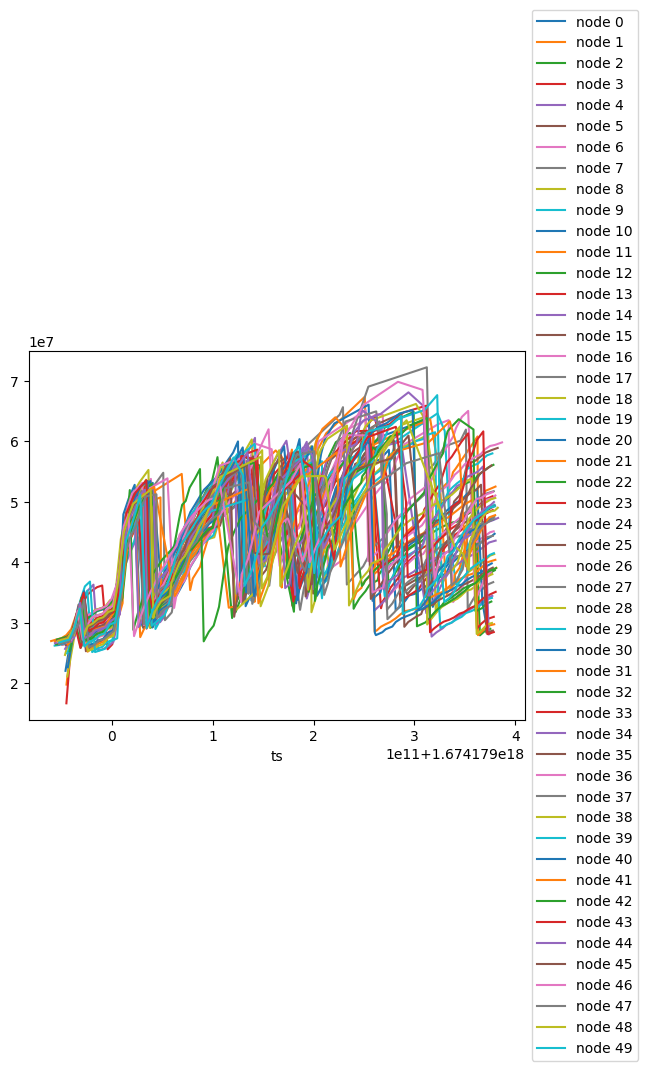 1e7
7
6
5
4
3
2
0
1
2
3
4
1e11+1.674179e18
ts
node 0
node 1
node 2
node 3
node 4
node 5
node 6
node 7
node 8
node 9
node 10
node 11
node 12
node 13
node 14
node 15
node 16
node 17
node 18
node 19
node 20
node 21
node 22
node 23
node 24
node 25
node 26
node 27
node 28
node 29
node 30
node 31
node 32
node 33
node 34
node 35
node 36
node 37
node 38
node 39
node 40
node 41
node 42
node 43
node 44
node 45
node 46
node 47
node 48
node 49